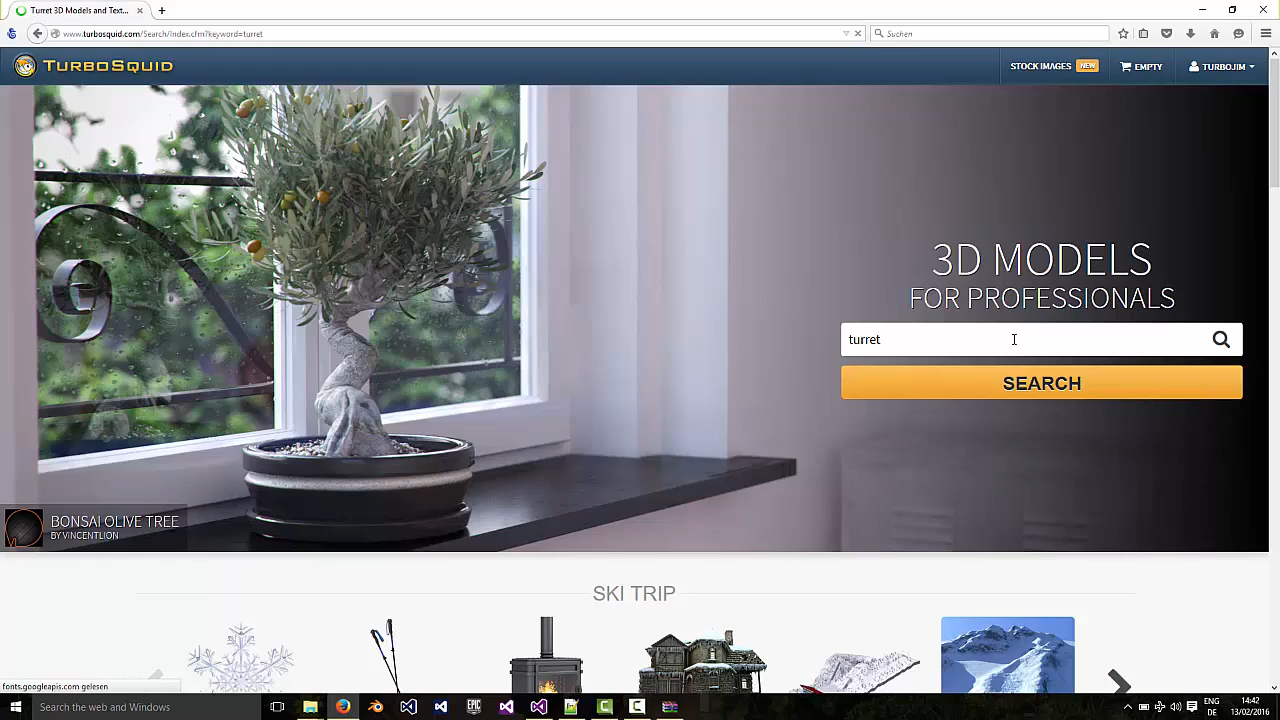 Turret 3D Models and Text...
www.turbosquid.com/Search/Index.cfm?keyword=turret
Suchen
TURBOSQUID
STOCK IMAGES NEW
EMPTY
TURBOJIM
3D MODELS
FOR PROFESSIONALS
turret
SEARCH
BONSAI OLIVE TREE
BY VINCENTLION
SKI TRIP
fonts.googleapis.com gelesen
Search the web and Windows
EPIC
ENG
14:42
DE
13/02/2016